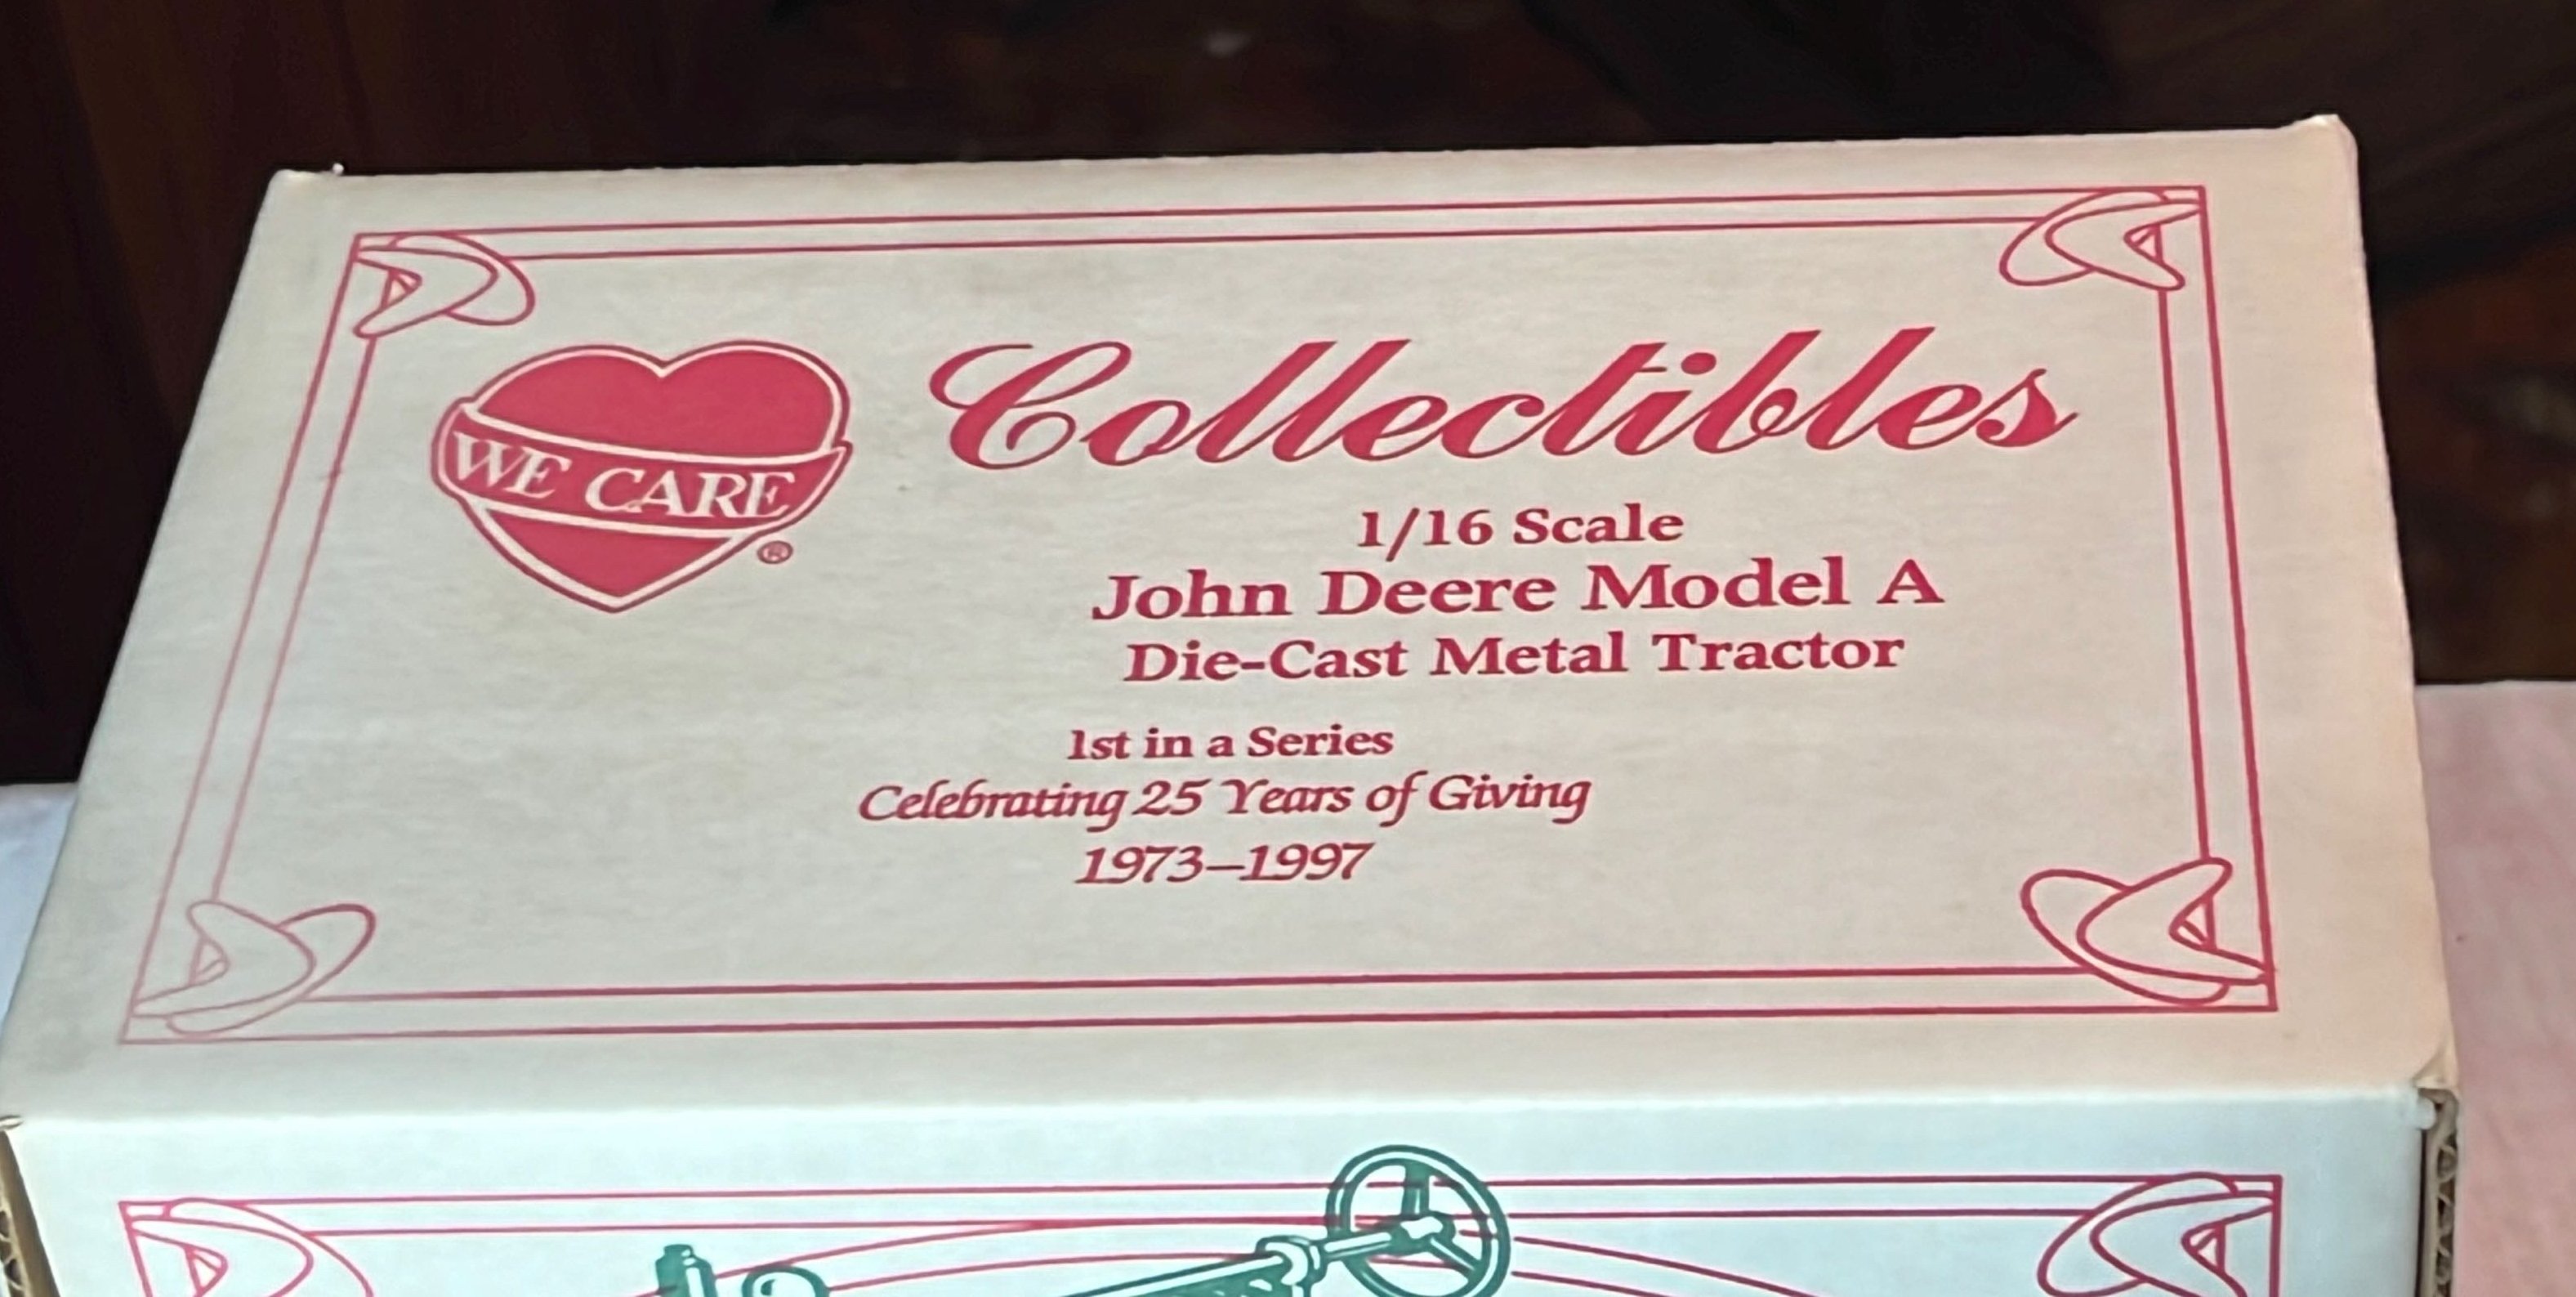 WE CARE
®
Collectibles
1/16 Scale
John Deere Model A
Die-Cast Metal Tractor
1st in a Series
Celebrating 25 Years of Giving
1973–1997